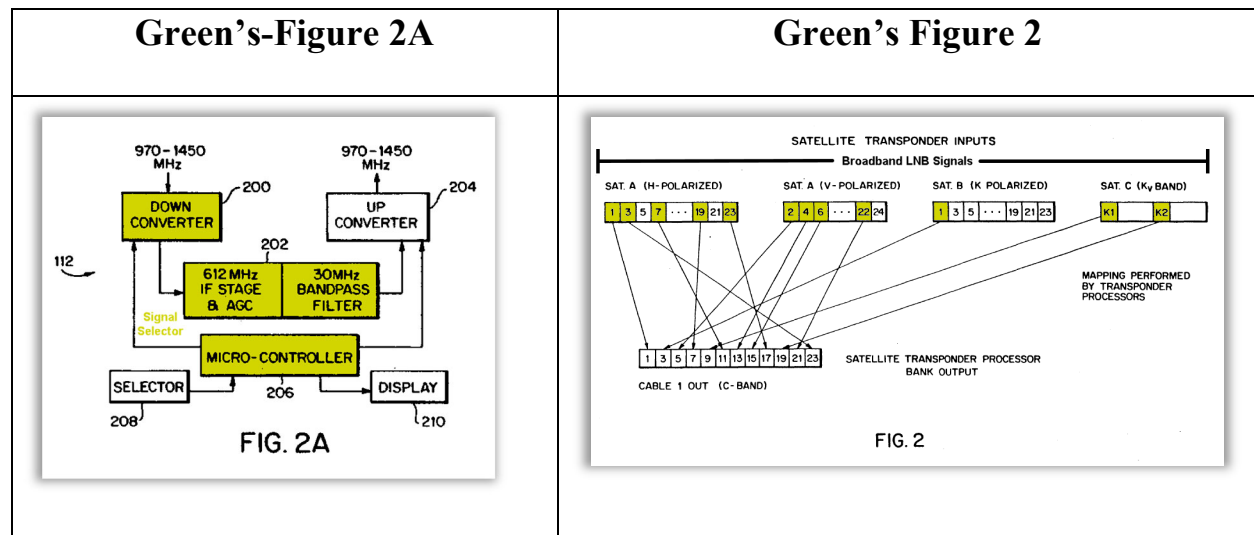 Green’s-Figure 2A
Green’s Figure 2
970-1450
MHz
970-1450
MHz
200
204
DOWN
CONVERTER
UP
CONVERTER
202
112
612 MHz
IF STAGE
& AGC
30MHz
BANDPASS
FILTER
Signal
Selector
MICRO-CONTROLLER
SELECTOR
206
DISPLAY
208
210
FIG. 2A
SATELLITE TRANSPONDER INPUTS
Broadband LNB Signals
SAT. A (H-POLARIZED)
SAT. A (V-POLARIZED)
SAT. B (K POLARIZED)
SAT. C (Kv BAND)
1 3 5 7 ··· 19 21 23
2 4 6 ··· 22 24
1 3 5 ··· 19 21 23
K1 K2
MAPPING PERFORMED
BY TRANSPONDER
PROCESSORS
1 3 5 7 9 11 13 15 17 19 21 23
SATELLITE TRANSPONDER PROCESSOR
BANK OUTPUT
CABLE 1 OUT (C-BAND)
FIG. 2